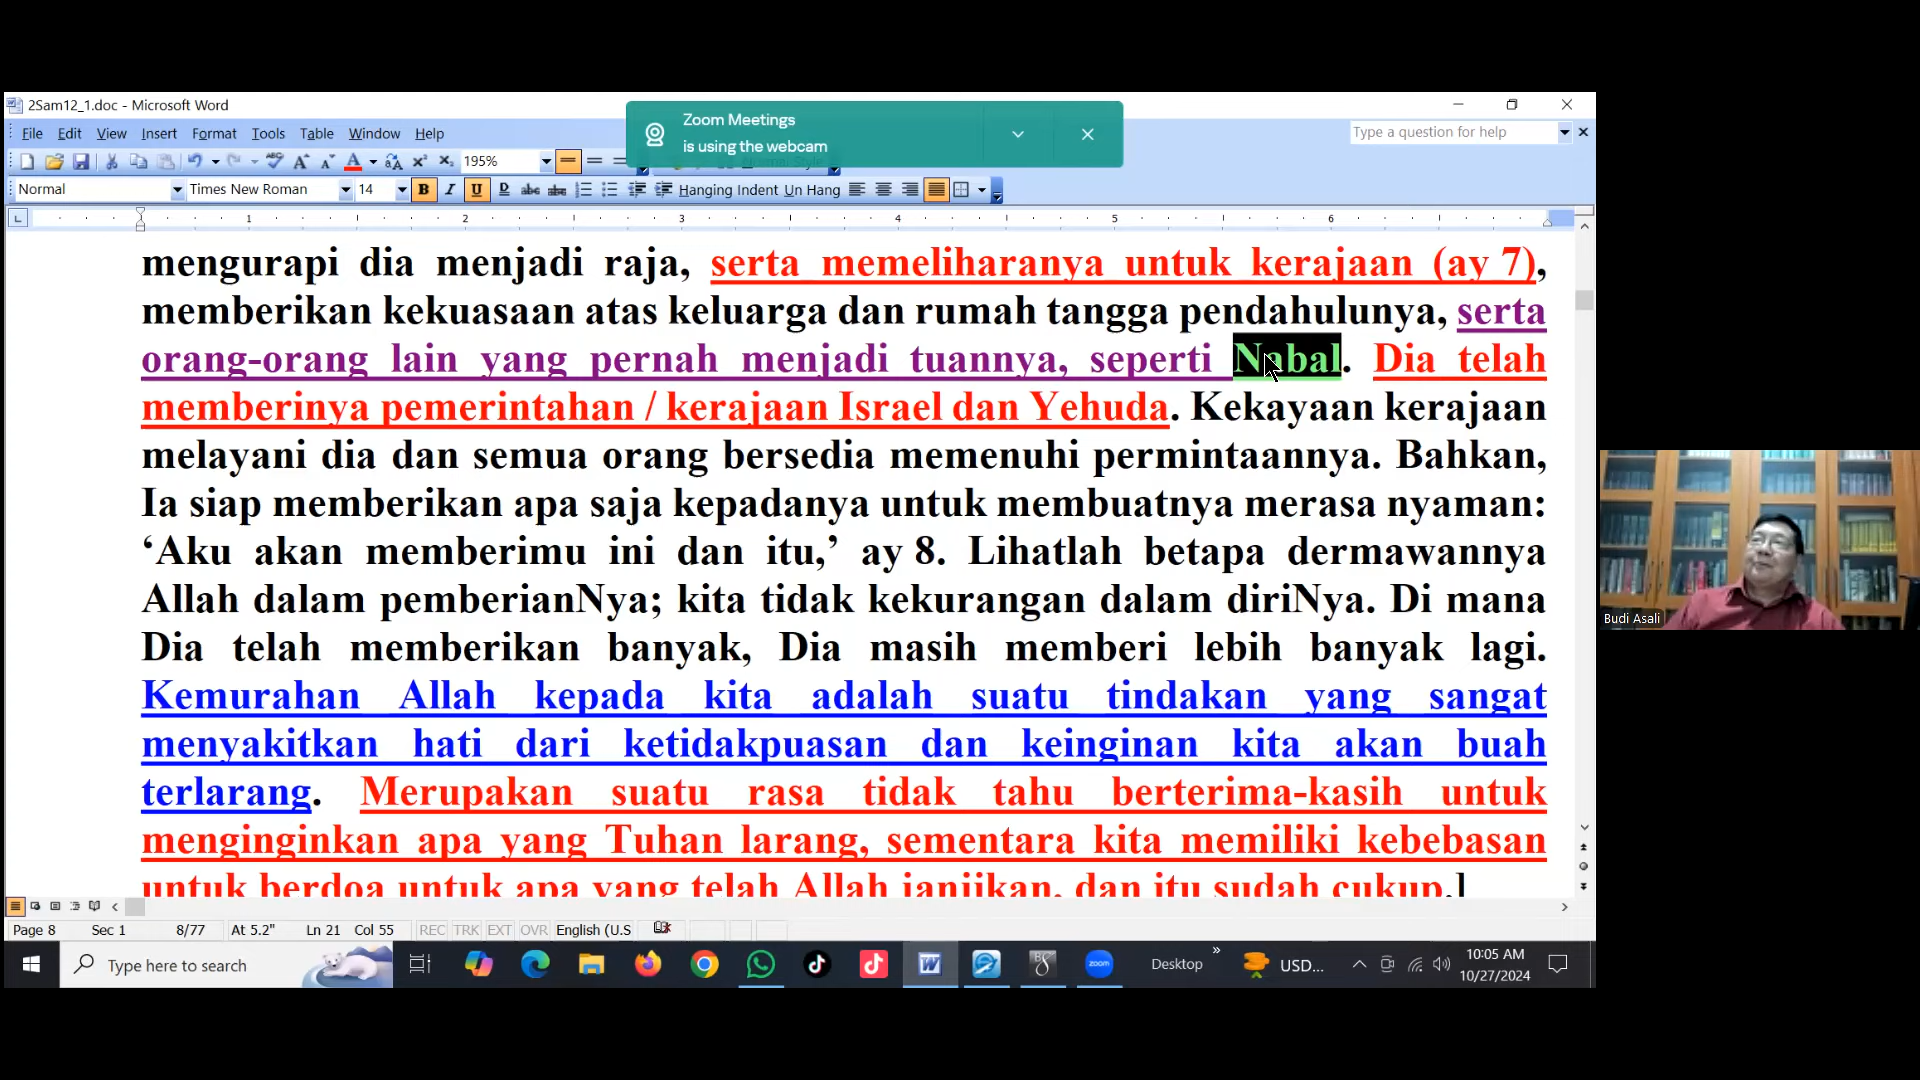 2Sam12_1.doc - Microsoft Word
Zoom Meetings
is using the webcam
File Edit View Insert Format Tools Table Window Help
Type a question for help
195%
Normal Times New Roman 14 B I U D abc abc Hanging Indent Un Hang
1 2 3 4 5 6
mengurapi dia menjadi raja, serta memeliharanya untuk kerajaan (ay 7),
memberikan kekuasaan atas keluarga dan rumah tangga pendahulunya, serta
orang-orang lain yang pernah menjadi tuannya, seperti Nabal. Dia telah
memberinya pemerintahan / kerajaan Israel dan Yehuda. Kekayaan kerajaan
melayani dia dan semua orang bersedia memenuhi permintaannya. Bahkan,
Ia siap memberikan apa saja kepadanya untuk membuatnya merasa nyaman:
‘Aku akan memberimu ini dan itu,’ ay 8. Lihatlah betapa dermawannya
Allah dalam pemberianNya; kita tidak kekurangan dalam diriNya. Di mana
Dia telah memberikan banyak, Dia masih memberi lebih banyak lagi.
Kemurahan Allah kepada kita adalah suatu tindakan yang sangat
menyakitkan hati dari ketidakpuasan dan keinginan kita akan buah
terlarang. Merupakan suatu rasa tidak tahu berterima-kasih untuk
menginginkan apa yang Tuhan larang, sementara kita memiliki kebebasan
untuk berdoa untuk apa yang telah Allah janjikan, dan itu sudah cukup.]
Budi Asali
Page 8 Sec 1 8/77 At 5.2" Ln 21 Col 55 REC TRK EXT OVR English (U.S
Type here to search
zoom
Desktop
USD...
10:05 AM
10/27/2024